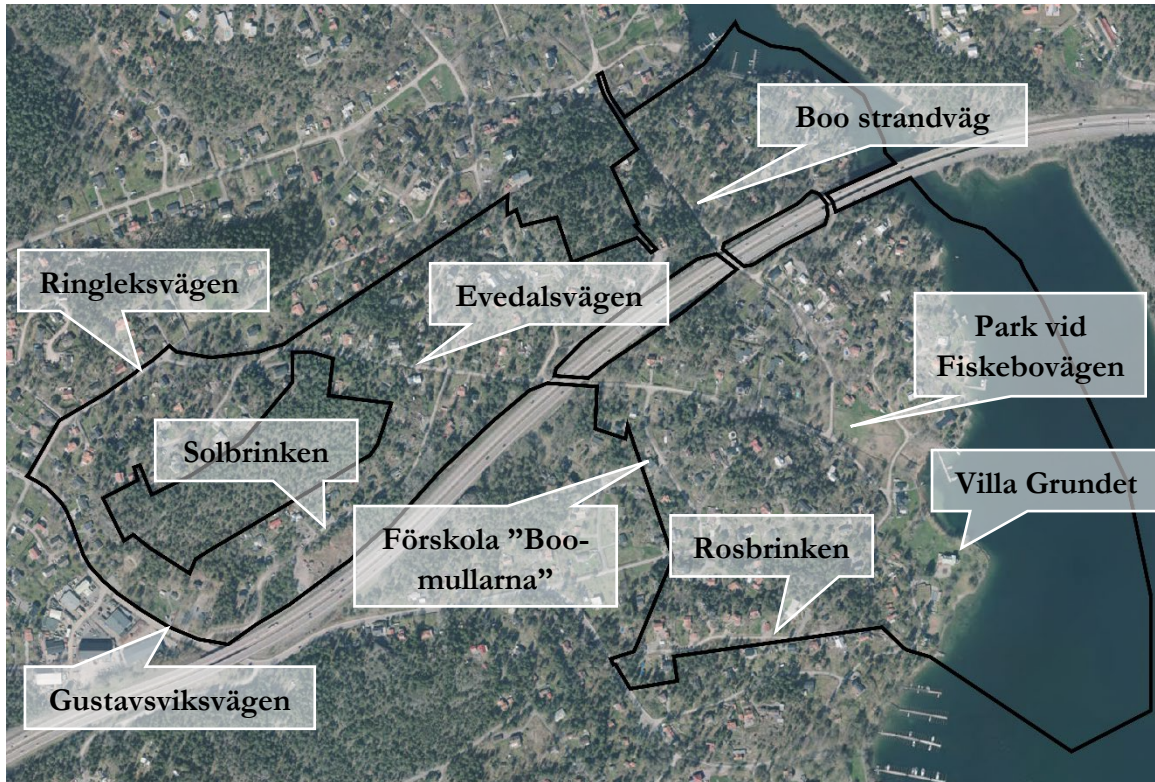 Boo strandväg
Ringleksvägen
Evedalsvägen
Park vid
Fiskebovägen
Solbrinken
Villa Grundet
Förskola ”Boo-
mullarna”
Rosbrinken
Gustavsviksvägen